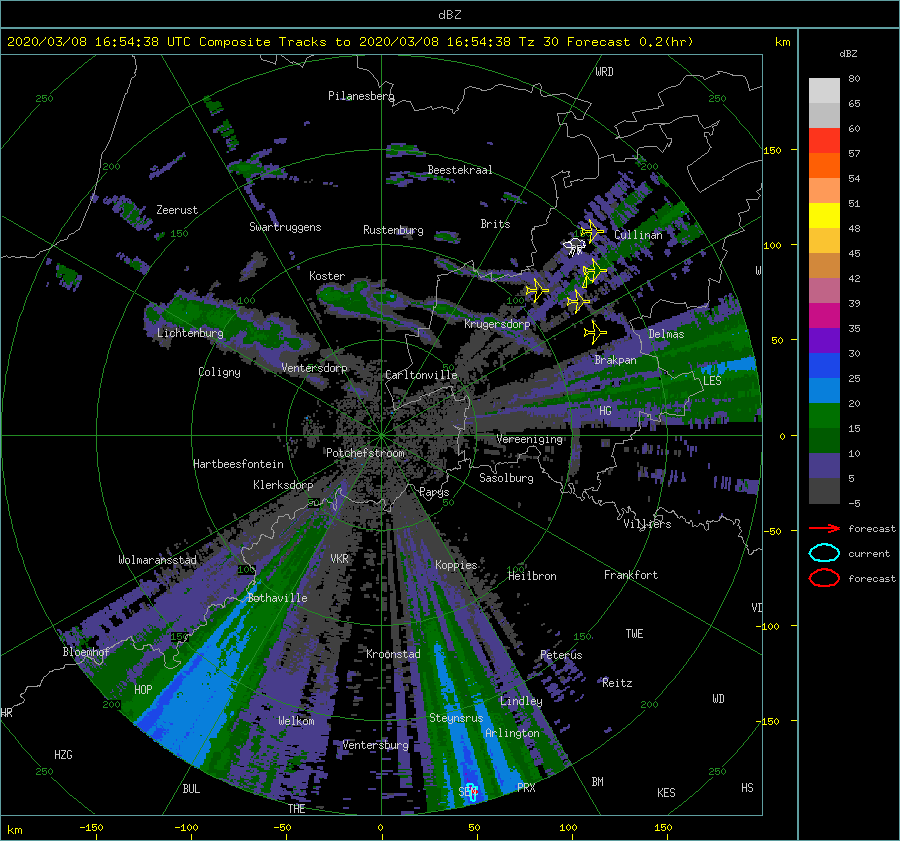 dBZ
2020/03/08 16:54:38 UTC Composite Tracks to 2020/03/08 16:54:38 Tz 30 Forecast 0.2(hr)
km
dBZ
WRD
80
Pilanesberg
250
250
65
60
150
57
200
Beestekraal
200
54
Zeerust
51
Swartruggens
Rustenburg
Brits
150
Cullinan
48
100
Koster
45
100
100
42
39
Lichtenburg
Krugersdorp
Delmas
35
50
Coligny
Ventersdorp
Carltonville
Brakpan
30
LES
25
HG
20
Vereeniging
0
15
Potchefstroom
10
Hartbeesfontein
Klerksdorp
Sasolburg
5
Parys
50
50
-5
Villiers
-50
forecast
Wolmaransstad
VKR
Koppies
current
100
100
Heilbron
Frankfort
forecast
Bothaville
VI
-100
150
150
TWE
Bloemhof
Kroonstad
Peterus
HOP
Reitz
200
Lindley
200
WD
HR
Welkom
Steynsrus
-150
Arlington
HZG
Ventersburg
250
250
BUL
PRX
BM
KES
HS
THE
km
-150
-100
-50
0
50
100
150